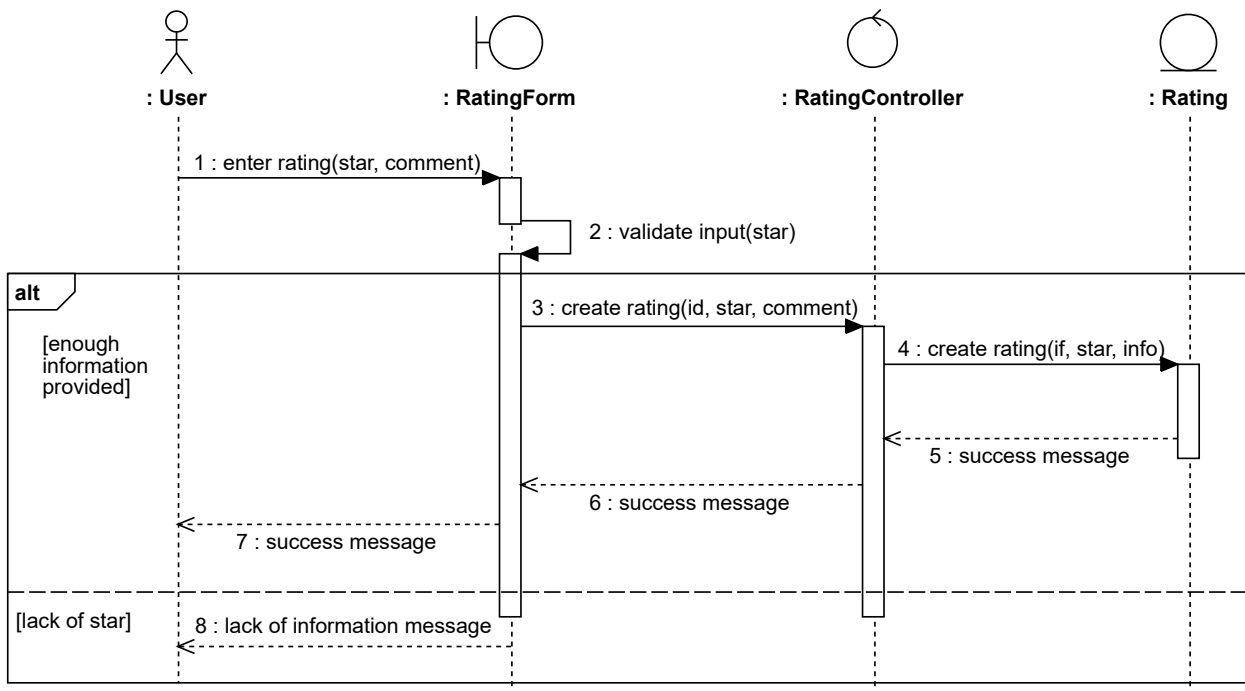 : User
: RatingForm
: RatingController
: Rating
1 : enter rating(star, comment)
2 : validate input(star)
alt
3 : create rating(id, star, comment)
[enough
information
provided]
4 : create rating(if, star, info)
5 : success message
6 : success message
7 : success message
[lack of star]
8 : lack of information message